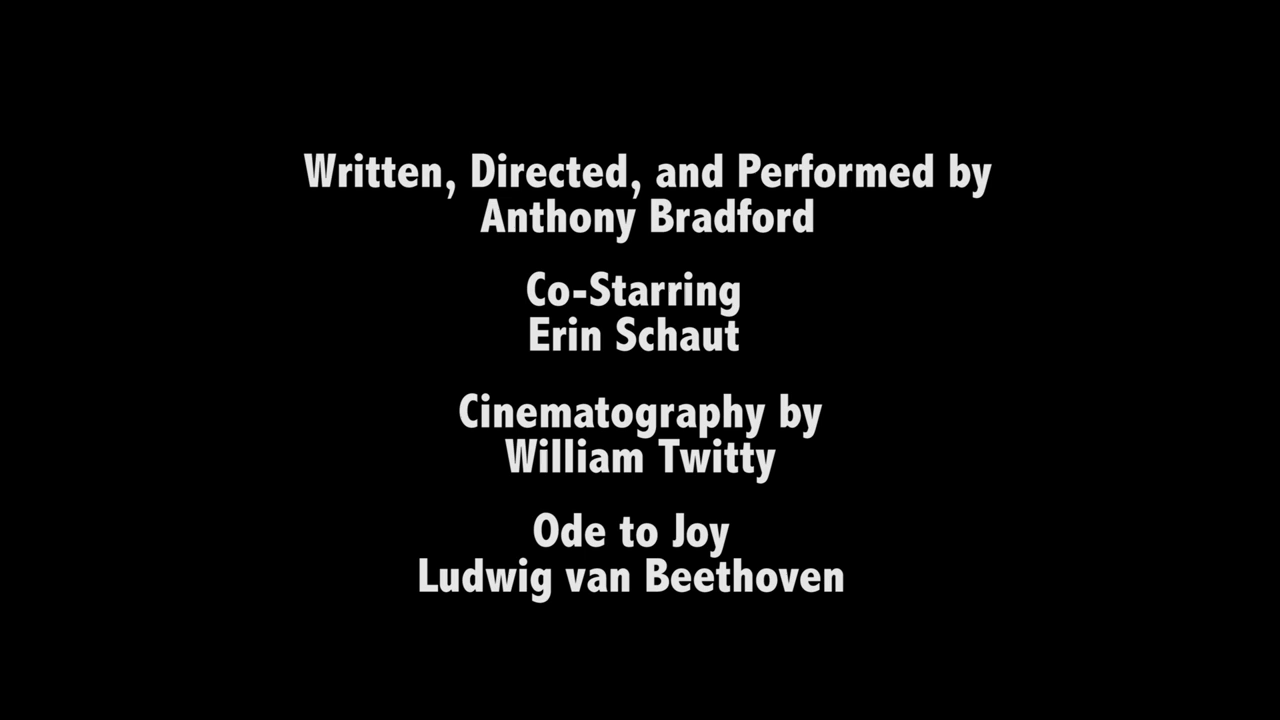 Written, Directed, and Performed by
Anthony Bradford
Co-Starring
Erin Schaut
Cinematography by
William Twitty
Ode to Joy
Ludwig van Beethoven